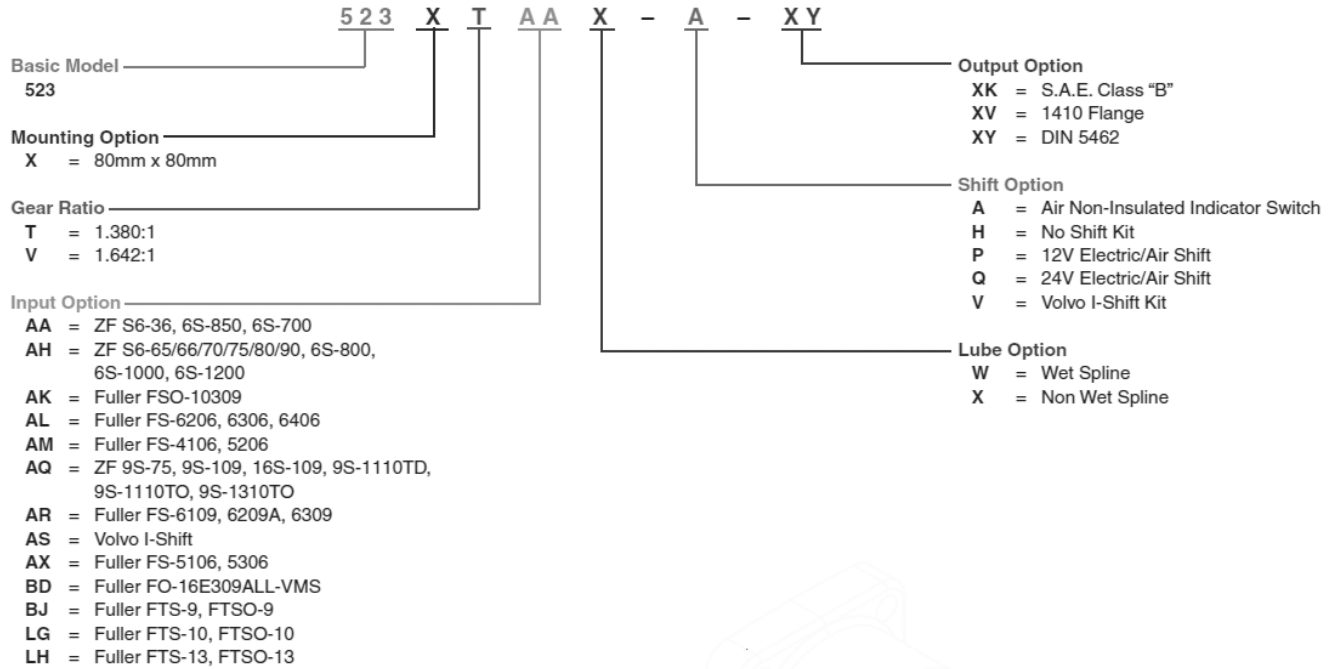 523 X T AA X – A – XY
Basic Model
523
Mounting Option
X = 80mm x 80mm
Gear Ratio
T = 1.380:1
V = 1.642:1
Input Option
AA = ZF S6-36, 6S-850, 6S-700
AH = ZF S6-65/66/70/75/80/90, 6S-800,
6S-1000, 6S-1200
AK = Fuller FSO-10309
AL = Fuller FS-6206, 6306, 6406
AM = Fuller FS-4106, 5206
AQ = ZF 9S-75, 9S-109, 16S-109, 9S-1110TD,
9S-1110TO, 9S-1310TO
AR = Fuller FS-6109, 6209A, 6309
AS = Volvo I-Shift
AX = Fuller FS-5106, 5306
BD = Fuller FO-16E309ALL-VMS
BJ = Fuller FTS-9, FTSO-9
LG = Fuller FTS-10, FTSO-10
LH = Fuller FTS-13, FTSO-13
Output Option
XK = S.A.E. Class “B”
XV = 1410 Flange
XY = DIN 5462
Shift Option
A = Air Non-Insulated Indicator Switch
H = No Shift Kit
P = 12V Electric/Air Shift
Q = 24V Electric/Air Shift
V = Volvo I-Shift Kit
Lube Option
W = Wet Spline
X = Non Wet Spline